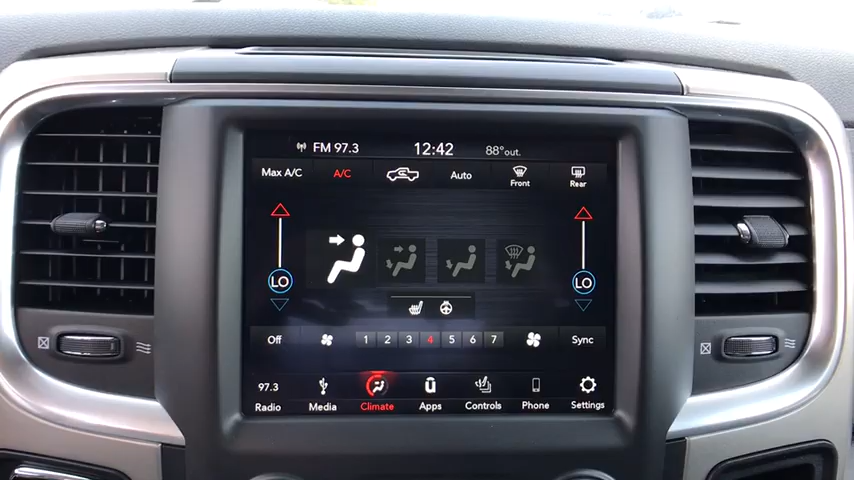 FM 97.3 12:42 88° out.
Max A/C A/C Auto Front Rear
LO LO
Off 1 2 3 4 5 6 7 Sync
97.3
Radio Media Climate Apps Controls Phone Settings